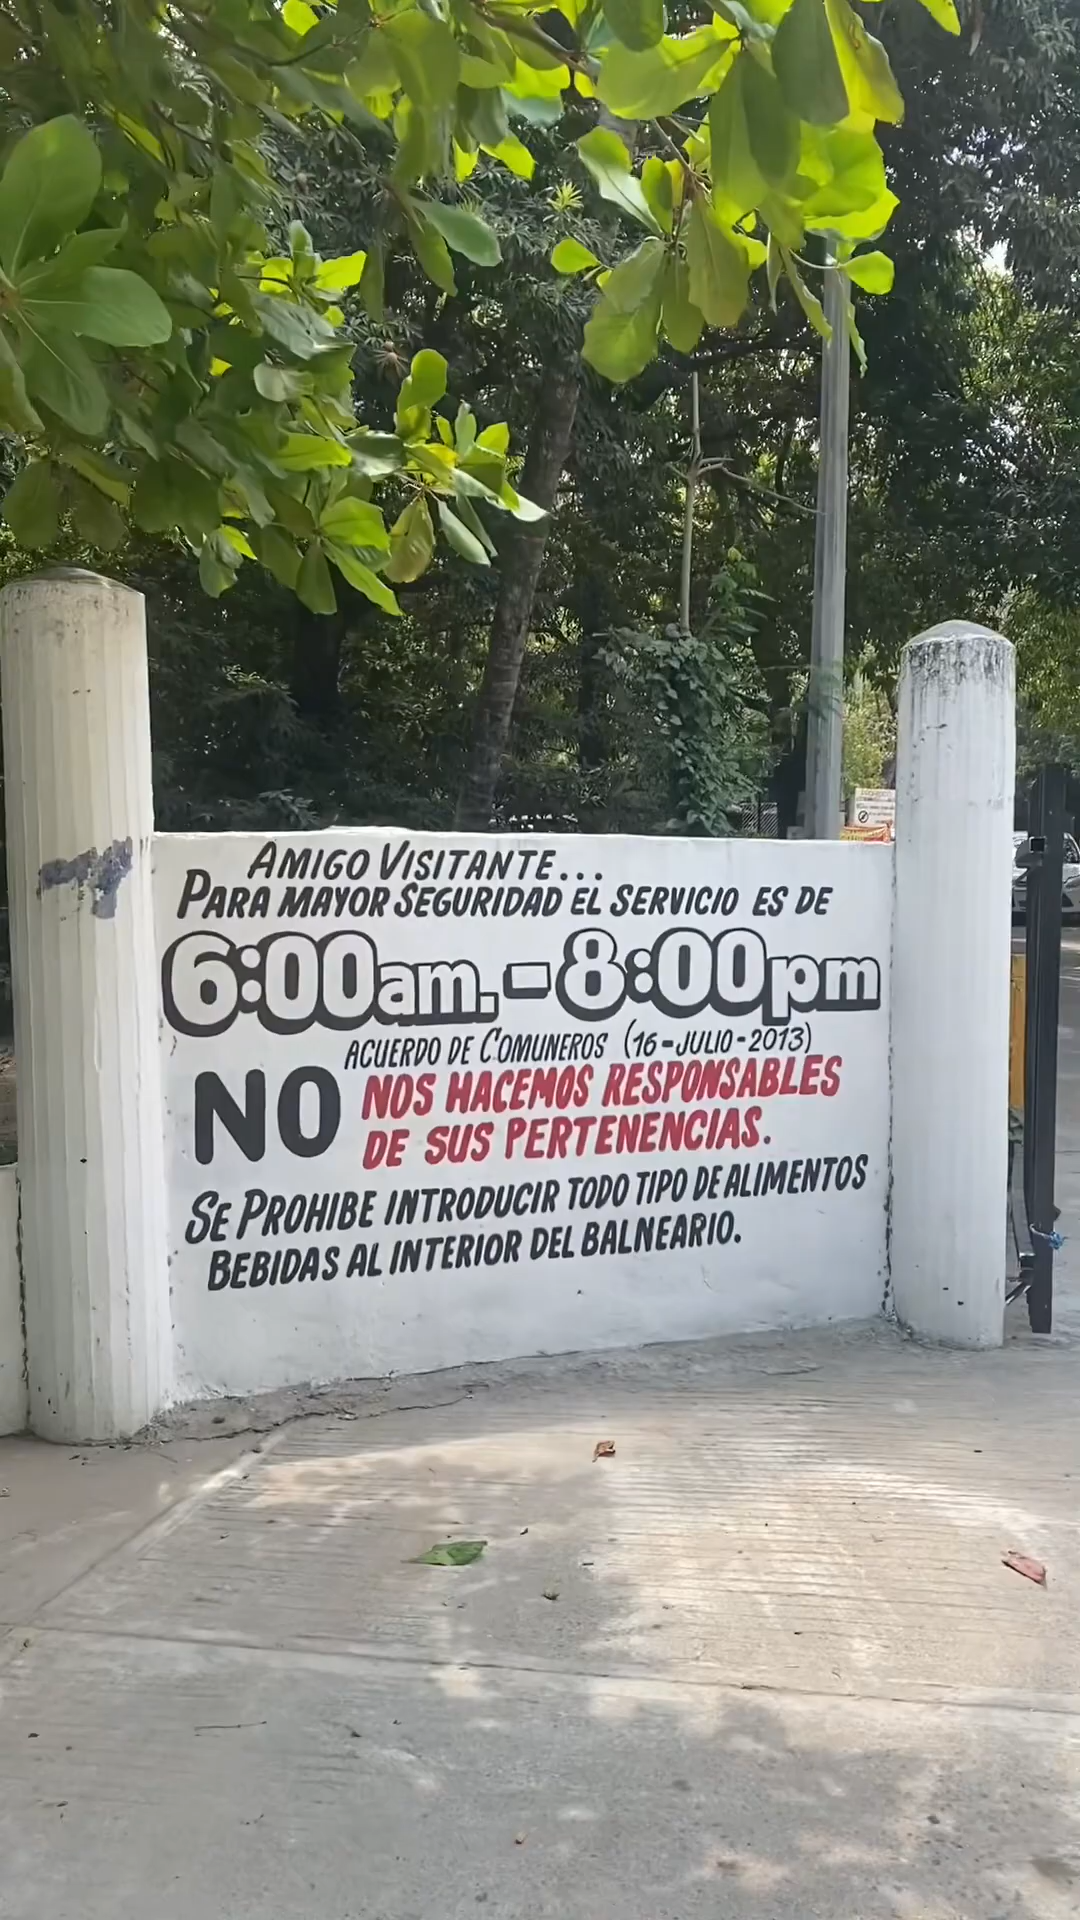 AMIGO VISITANTE...
PARA MAYOR SEGURIDAD EL SERVICIO ES DE
6:00am.-8:00pm
ACUERDO DE COMUNEROS (16-JULIO-2013)
NO NOS HACEMOS RESPONSABLES
DE SUS PERTENENCIAS.
SE PROHIBE INTRODUCIR TODO TIPO DE ALIMENTOS
BEBIDAS AL INTERIOR DEL BALNEARIO.